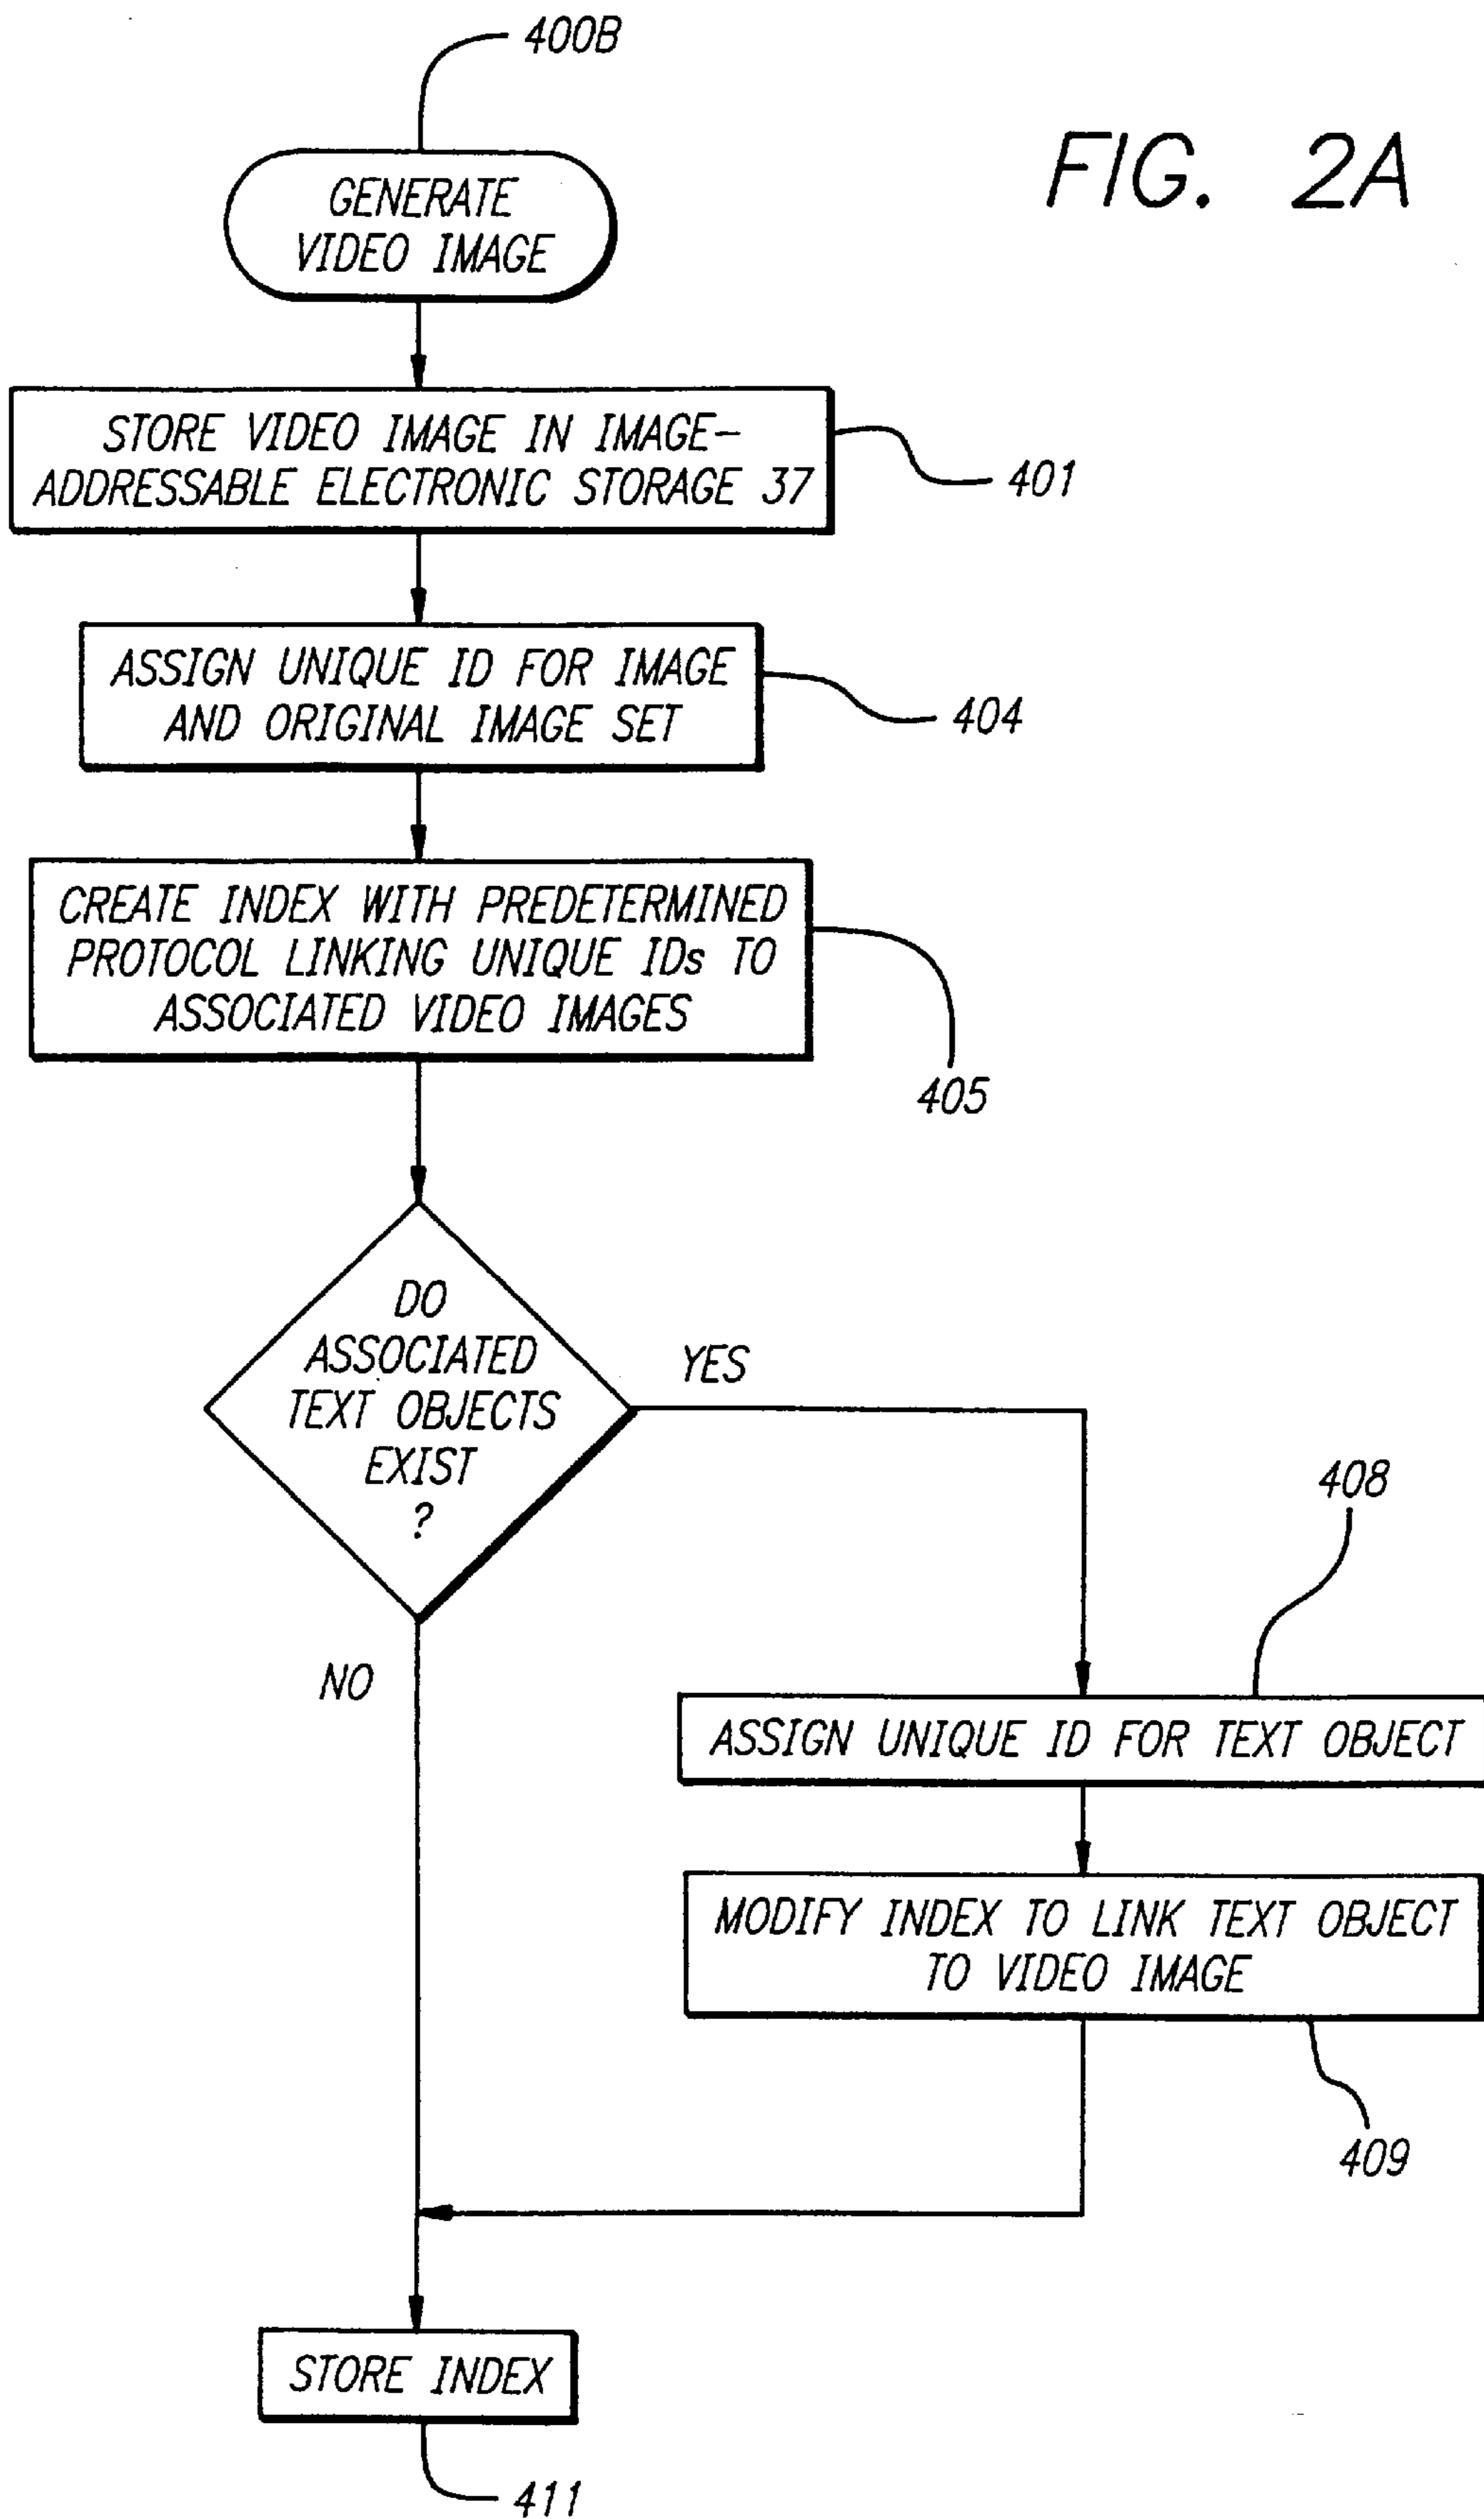 400B
FIG. 2A
GENERATE
VIDEO IMAGE
STORE VIDEO IMAGE IN IMAGE-
ADDRESSABLE ELECTRONIC STORAGE 37
401
ASSIGN UNIQUE ID FOR IMAGE
AND ORIGINAL IMAGE SET
404
CREATE INDEX WITH PREDETERMINED
PROTOCOL LINKING UNIQUE IDs TO
ASSOCIATED VIDEO IMAGES
405
DO
ASSOCIATED
TEXT OBJECTS
EXIST
?
YES
NO
408
ASSIGN UNIQUE ID FOR TEXT OBJECT
MODIFY INDEX TO LINK TEXT OBJECT
TO VIDEO IMAGE
409
STORE INDEX
411